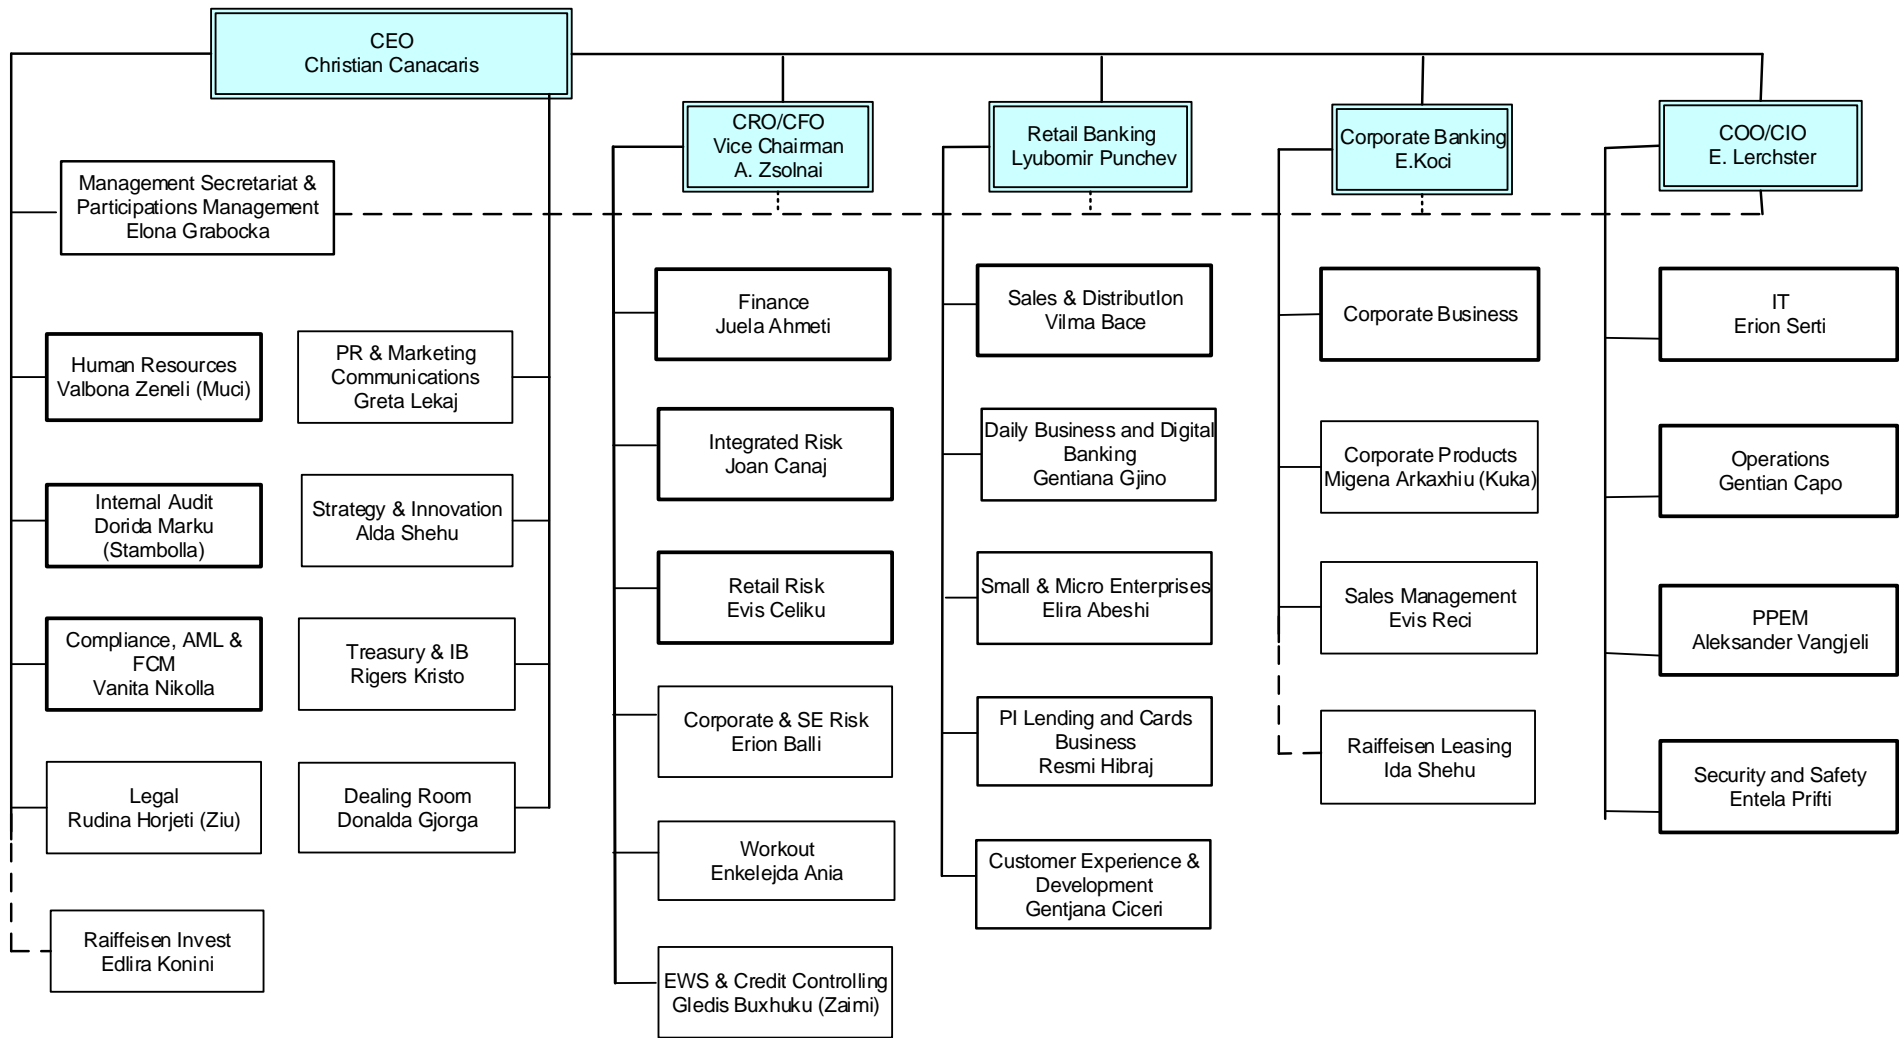 CEO
Christian Canacaris
CRO/CFO
Vice Chairman
A. Zsolnai
Retail Banking
Lyubomir Punchev
Corporate Banking
E.Koci
COO/CIO
E. Lerchster
Management Secretariat &
Participations Management
Elona Grabocka
Human Resources
Valbona Zeneli (Muci)
Internal Audit
Dorida Marku
(Stambolla)
Compliance, AML &
FCM
Vanita Nikolla
Legal
Rudina Horjeti (Ziu)
Raiffeisen Invest
Edlira Konini
PR & Marketing
Communications
Greta Lekaj
Strategy & Innovation
Alda Shehu
Treasury & IB
Rigers Kristo
Dealing Room
Donalda Gjorga
Finance
Juela Ahmeti
Integrated Risk
Joan Canaj
Retail Risk
Evis Celiku
Corporate & SE Risk
Erion Balli
Workout
Enkelejda Ania
EWS & Credit Controlling
Gledis Buxhuku (Zaimi)
Sales & DistributIon
Vilma Bace
Daily Business and Digital
Banking
Gentiana Gjino
Small & Micro Enterprises
Elira Abeshi
PI Lending and Cards
Business
Resmi Hibraj
Customer Experience &
Development
Gentjana Ciceri
Corporate Business
Corporate Products
Migena Arkaxhiu (Kuka)
Sales Management
Evis Reci
Raiffeisen Leasing
Ida Shehu
IT
Erion Serti
Operations
Gentian Capo
PPEM
Aleksander Vangjeli
Security and Safety
Entela Prifti